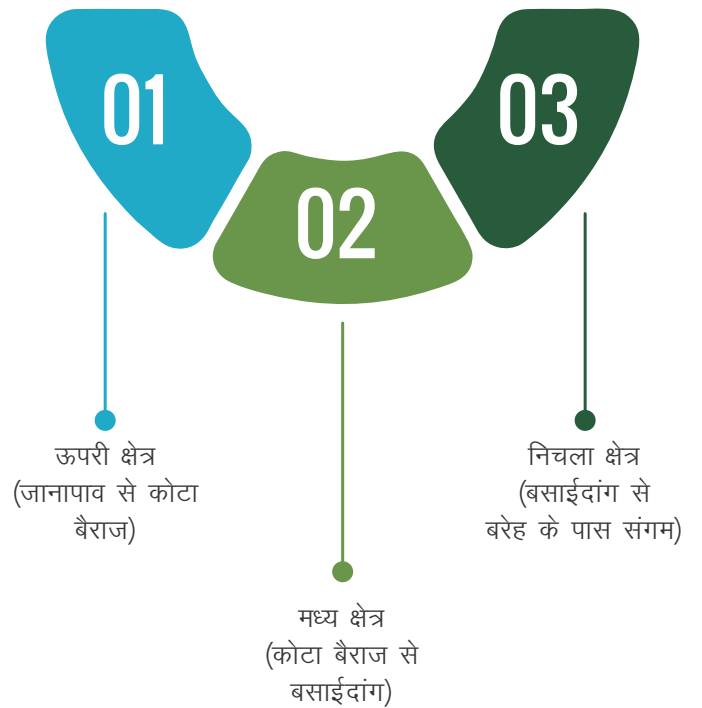 01
02
03
ऊपरी क्षेत्र
(जानापाव से कोटा
बैराज)
मध्य क्षेत्र
(कोटा बैराज से
बसाईदांग)
निचला क्षेत्र
(बसाईदांग से
बरेह के पास संगम)